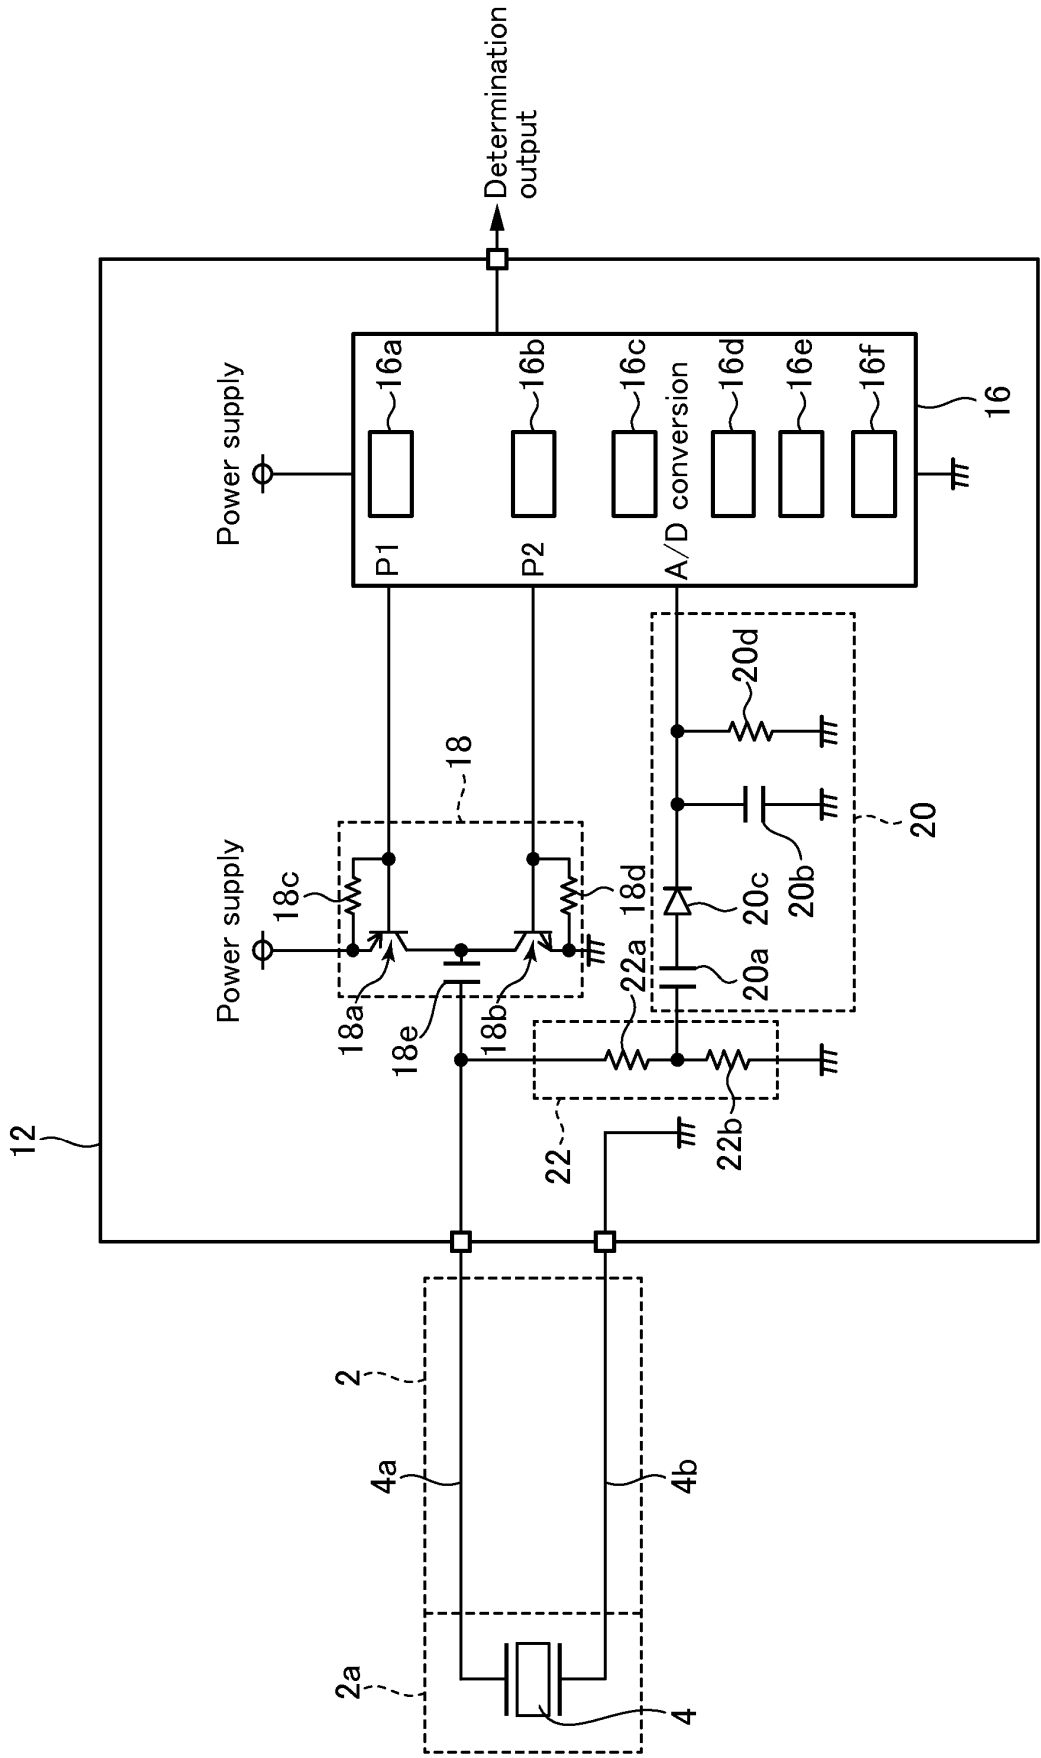 12
Power supply
Power supply
Determination
output
18
18c
18a
18e
18b
18d
P1
P2
A/D conversion
16a
16b
16c
16d
16e
16f
16
22
22a
22b
20a
20c
20b
20d
20
2
2a
4a
4b
4